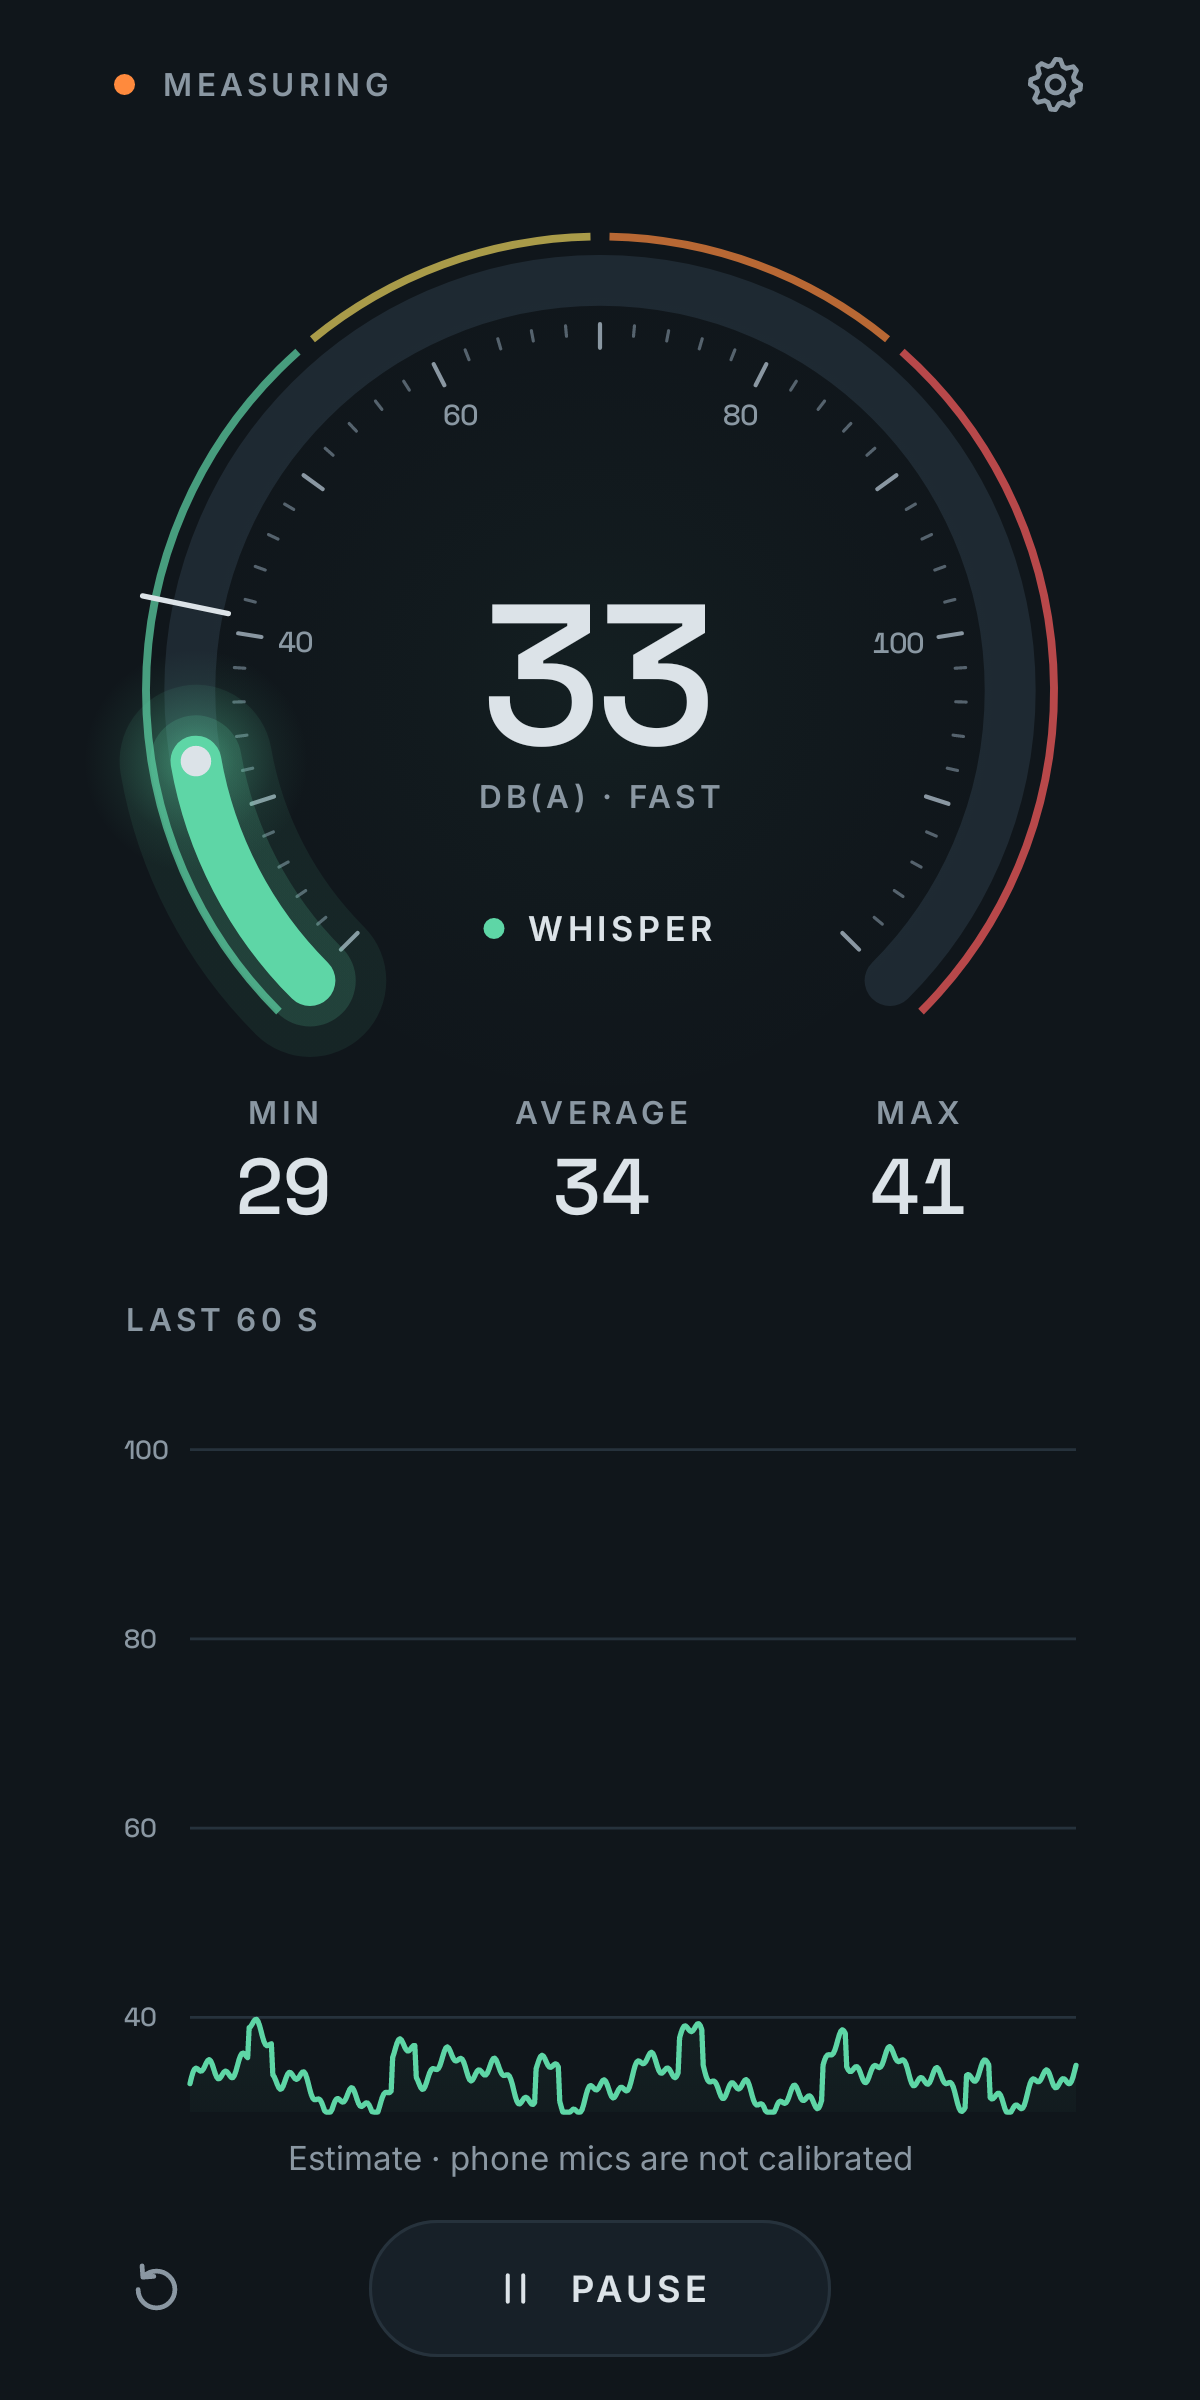 MEASURING
60
80
40
100
33
DB(A) · FAST
WHISPER
MIN
AVERAGE
MAX
29
34
41
LAST 60 S
100
80
60
40
Estimate · phone mics are not calibrated
PAUSE